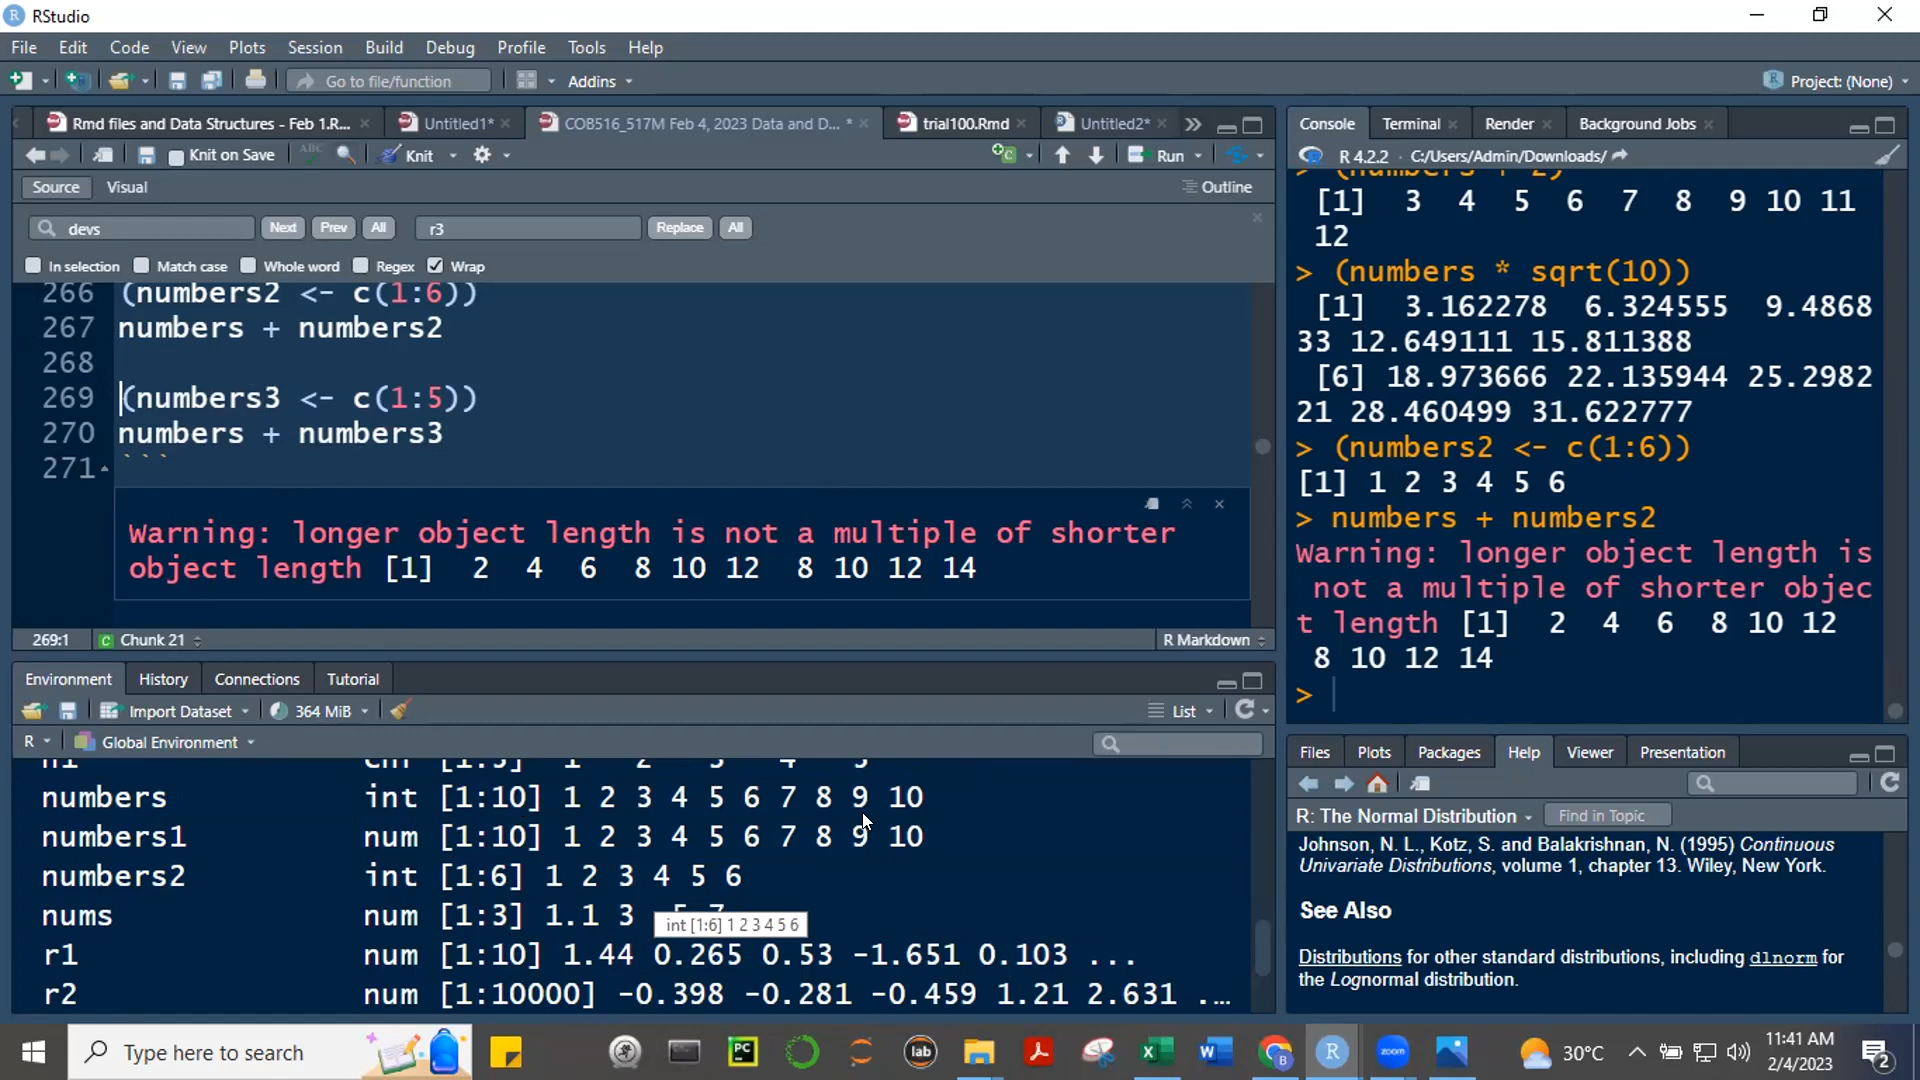 RStudio
File Edit Code View Plots Session Build Debug Profile Tools Help
Go to file/function Addins Project: (None)
Rmd files and Data Structures - Feb 1.R... Untitled1* COB516_517M Feb 4, 2023 Data and D... * trial100.Rmd Untitled2*
Knit on Save ABC Knit Run
Source Visual Outline
devs Next Prev All r3 Replace All
In selection Match case Whole word Regex Wrap
266 (numbers2 <- c(1:6))
267 numbers + numbers2
268
269 (numbers3 <- c(1:5))
270 numbers + numbers3
271 ```
Warning: longer object length is not a multiple of shorter
object length [1] 2 4 6 8 10 12 8 10 12 14
269:1 C Chunk 21 R Markdown
Environment History Connections Tutorial
Import Dataset 364 MiB List
R Global Environment
numbers int [1:10] 1 2 3 4 5 6 7 8 9 10
numbers1 num [1:10] 1 2 3 4 5 6 7 8 9 10
numbers2 int [1:6] 1 2 3 4 5 6
nums num [1:3] 1.1 3
int [1:6] 1 2 3 4 5 6
r1 num [1:10] 1.44 0.265 0.53 -1.651 0.103 ...
r2 num [1:10000] -0.398 -0.281 -0.459 1.21 2.631 ...
Console Terminal Render Background Jobs
R 4.2.2 · C:/Users/Admin/Downloads/
> (numbers + 2)
[1] 3 4 5 6 7 8 9 10 11
12
> (numbers * sqrt(10))
[1] 3.162278 6.324555 9.4868
33 12.649111 15.811388
[6] 18.973666 22.135944 25.2982
21 28.460499 31.622777
> (numbers2 <- c(1:6))
[1] 1 2 3 4 5 6
> numbers + numbers2
Warning: longer object length is
not a multiple of shorter objec
t length [1] 2 4 6 8 10 12
8 10 12 14
>
Files Plots Packages Help Viewer Presentation
R: The Normal Distribution Find in Topic
Johnson, N. L., Kotz, S. and Balakrishnan, N. (1995) Continuous
Univariate Distributions, volume 1, chapter 13. Wiley, New York.
See Also
Distributions for other standard distributions, including dlnorm for
the Lognormal distribution.
Type here to search PC lab R zoom 30°C 11:41 AM
2/4/2023 2